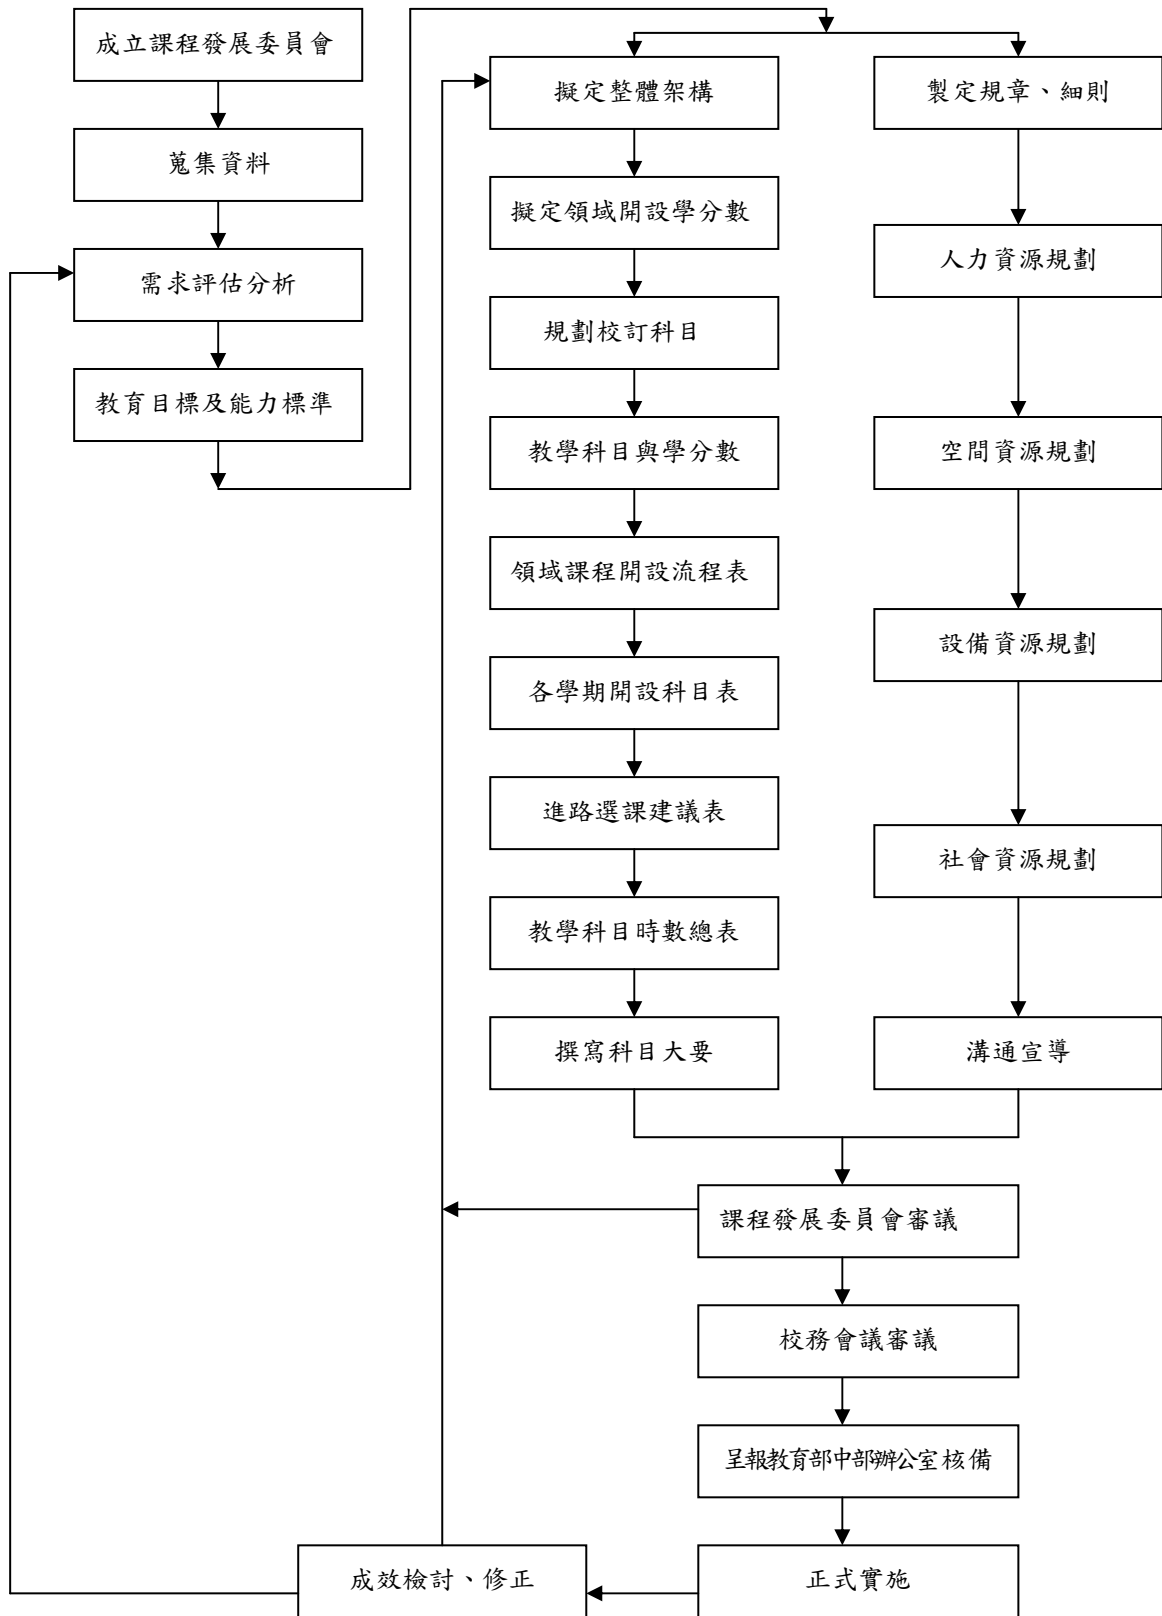 成立課程發展委員會
蒐集資料
需求評估分析
教育目標及能力標準
擬定整體架構
擬定領域開設學分數
規劃校訂科目
教學科目與學分數
領域課程開設流程表
各學期開設科目表
進路選課建議表
教學科目時數總表
撰寫科目大要
製定規章、細則
人力資源規劃
空間資源規劃
設備資源規劃
社會資源規劃
溝通宣導
課程發展委員會審議
校務會議審議
呈報教育部中部辦公室核備
正式實施
成效檢討、修正